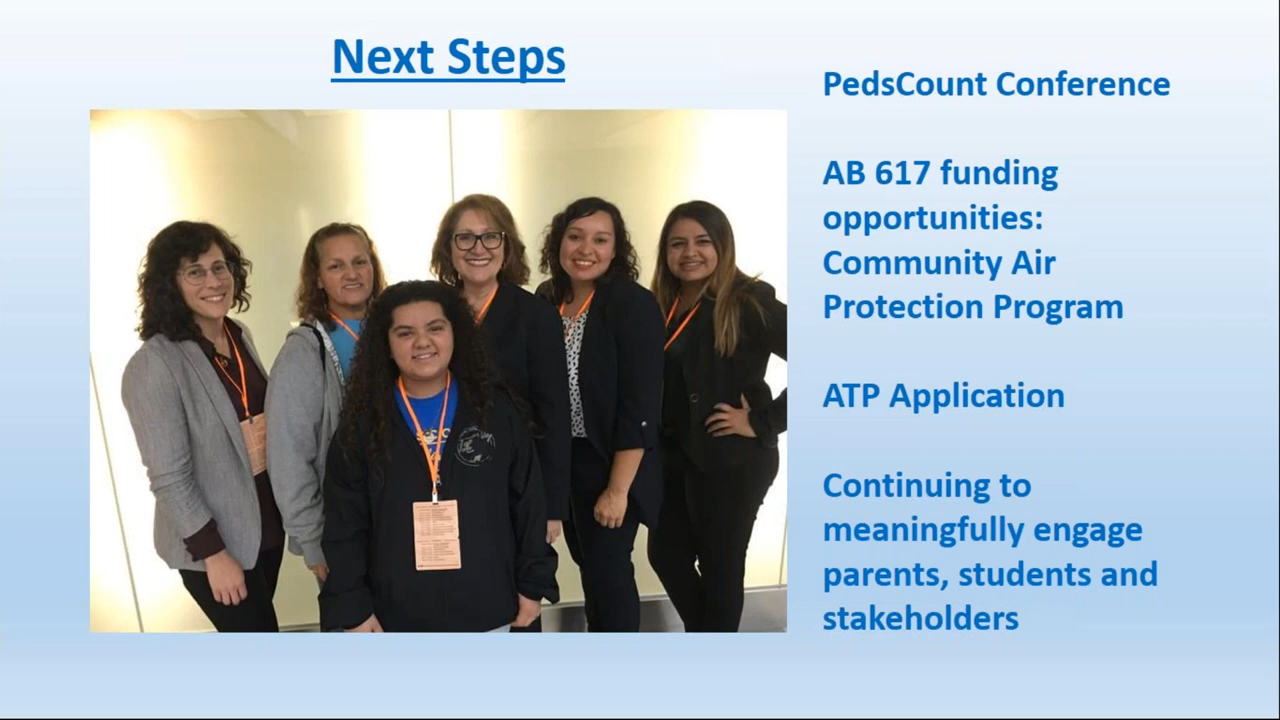 Next Steps
PedsCount Conference
AB 617 funding
opportunities:
Community Air
Protection Program
ATP Application
Continuing to
meaningfully engage
parents, students and
stakeholders